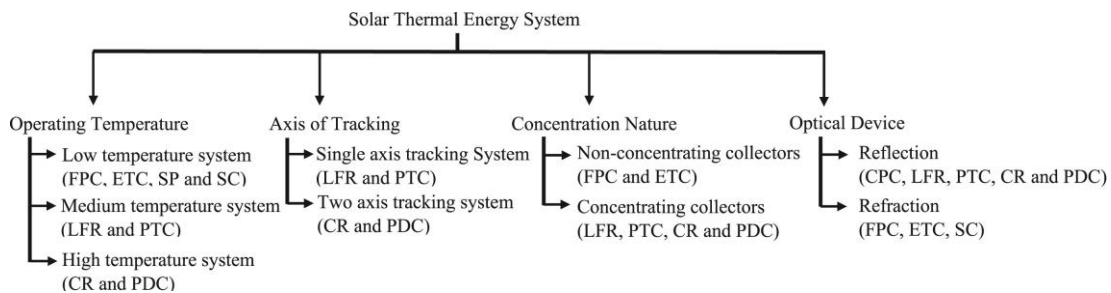 Solar Thermal Energy System
Operating Temperature
Low temperature system
(FPC, ETC, SP and SC)
Medium temperature system
(LFR and PTC)
High temperature system
(CR and PDC)
Axis of Tracking
Single axis tracking System
(LFR and PTC)
Two axis tracking system
(CR and PDC)
Concentration Nature
Non-concentrating collectors
(FPC and ETC)
Concentrating collectors
(LFR, PTC, CR and PDC)
Optical Device
Reflection
(CPC, LFR, PTC, CR and PDC)
Refraction
(FPC, ETC, SC)